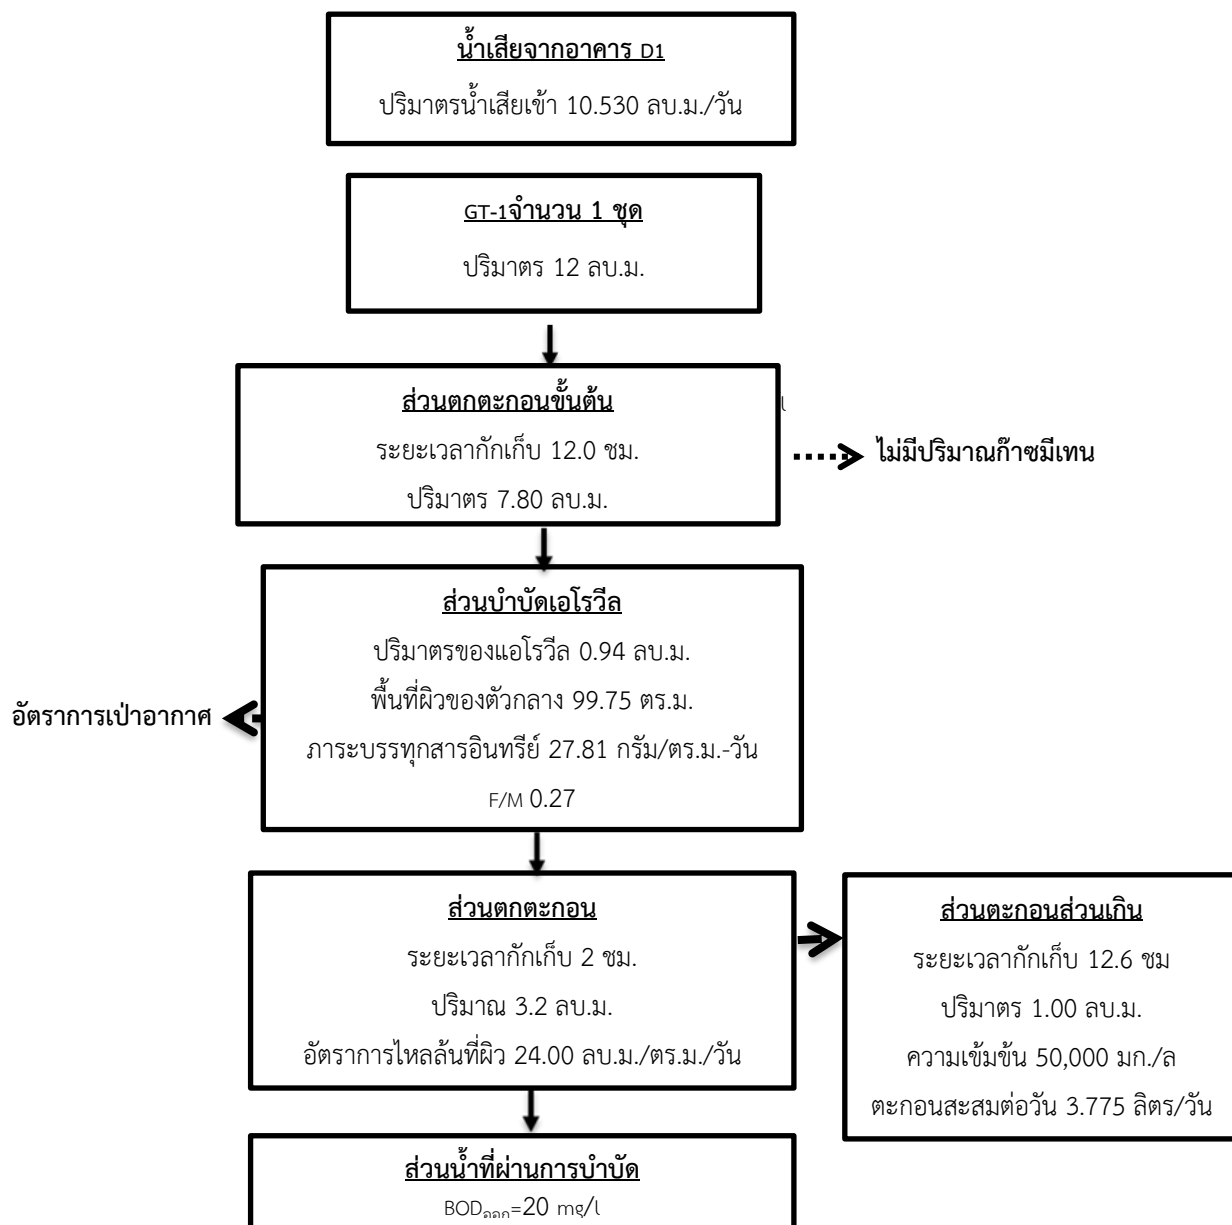 น้ำเสียจากอาคาร D1
ปริมาตรน้ำเสียเข้า 10.530 ลบ.ม./วัน
GT-1จำนวน 1 ชุด
ปริมาตร 12 ลบ.ม.
ส่วนตกตะกอนขั้นต้น
ระยะเวลากักเก็บ 12.0 ชม.
ปริมาตร 7.80 ลบ.ม.
ไม่มีปริมาณก๊าซมีเทน
ส่วนบำบัดเอโรวีล
ปริมาตรของแอโรวีล 0.94 ลบ.ม.
พื้นที่ผิวของตัวกลาง 99.75 ตร.ม.
ภาระบรรทุกสารอินทรีย์ 27.81 กรัม/ตร.ม.-วัน
F/M 0.27
อัตราการเป่าอากาศ
ส่วนตกตะกอน
ระยะเวลากักเก็บ 2 ชม.
ปริมาณ 3.2 ลบ.ม.
อัตราการไหลล้นที่ผิว 24.00 ลบ.ม./ตร.ม./วัน
ส่วนตะกอนส่วนเกิน
ระยะเวลากักเก็บ 12.6 ชม
ปริมาตร 1.00 ลบ.ม.
ความเข้มข้น 50,000 มก./ล
ตะกอนสะสมต่อวัน 3.775 ลิตร/วัน
ส่วนน้ำที่ผ่านการบำบัด
BODออก=20 mg/l